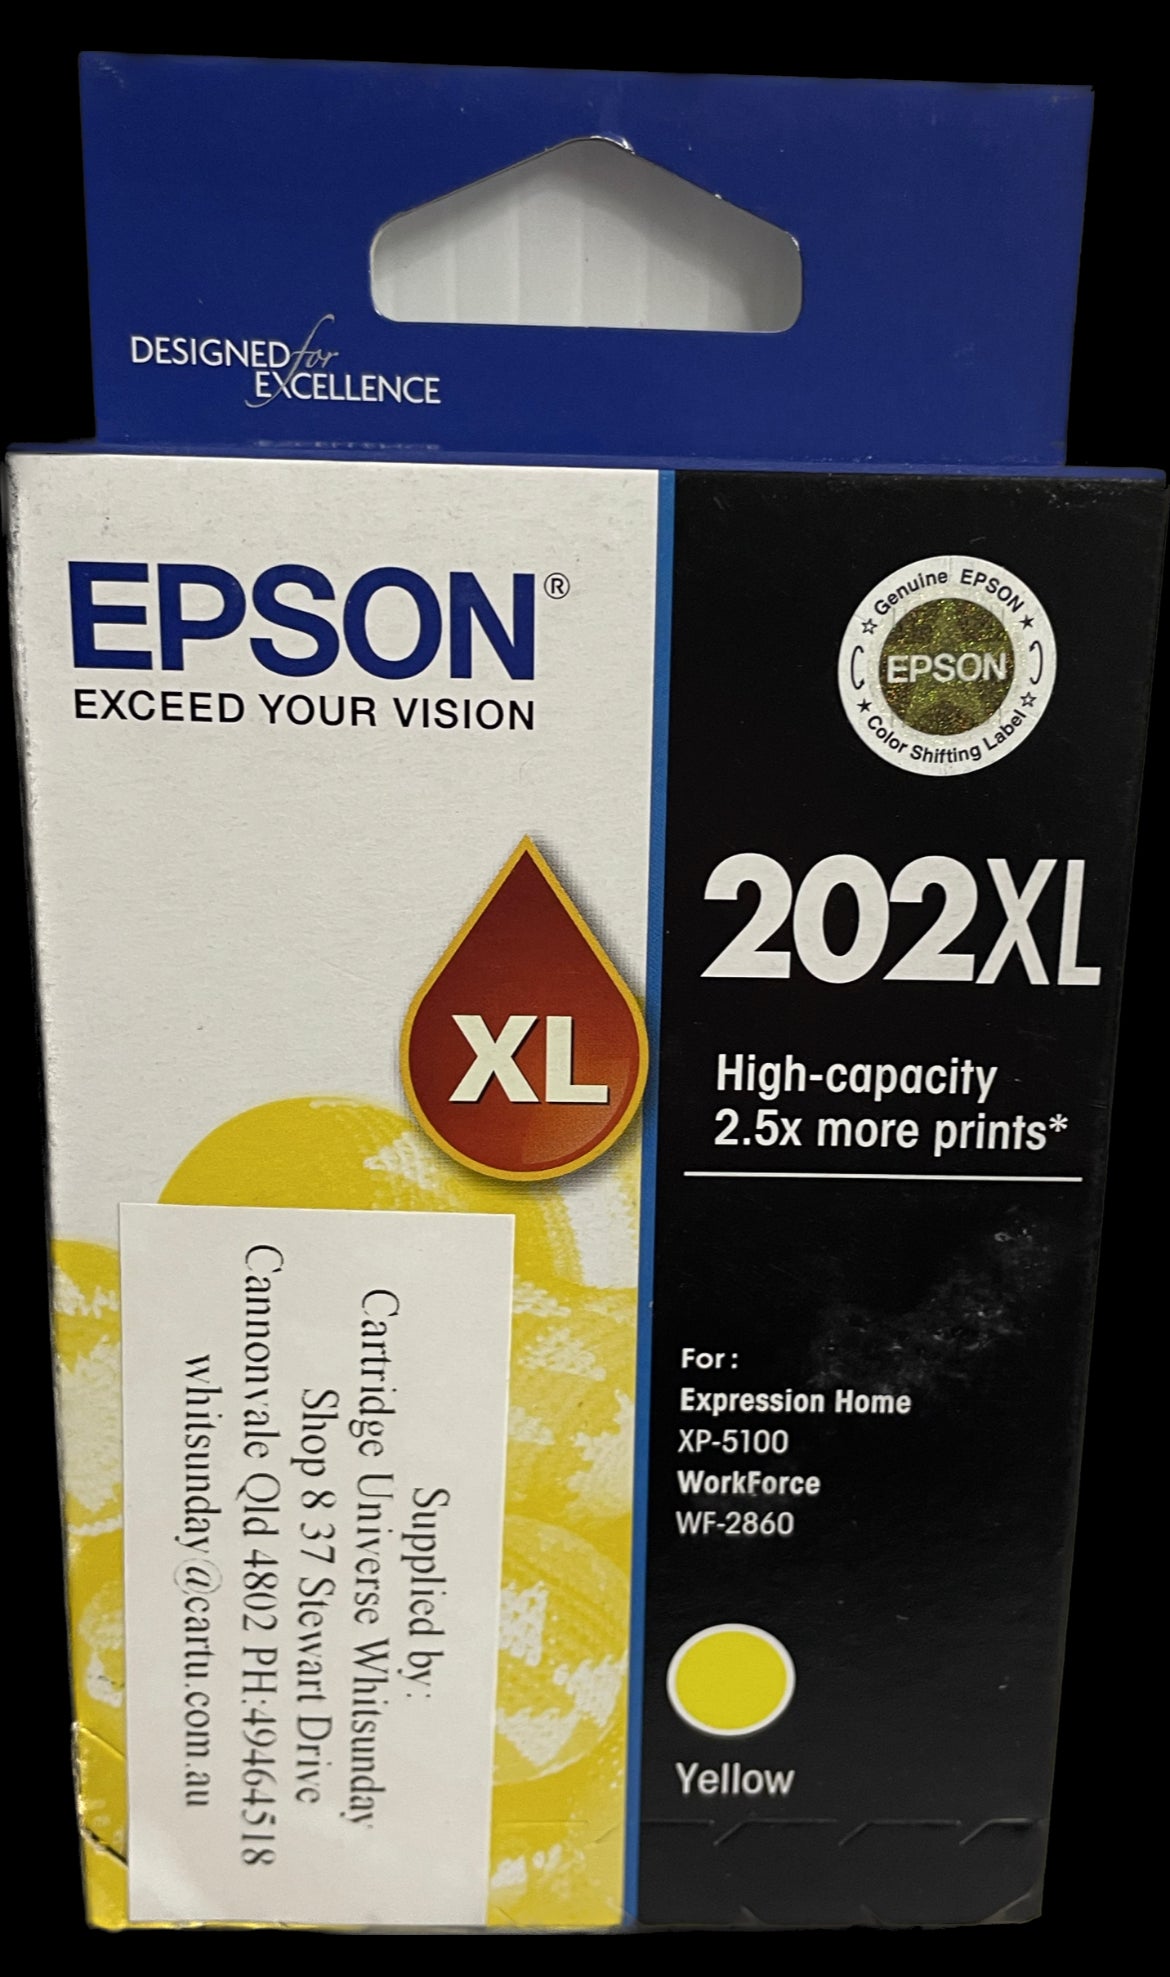 DESIGNED for
EXCELLENCE
EPSON®
EXCEED YOUR VISION
Genuine EPSON
EPSON
Color Shifting Label
202XL
XL
High-capacity
2.5x more prints*
For:
Expression Home
XP-5100
WorkForce
WF-2860
Yellow
Supplied by:
Cartridge Universe Whitsunday
Shop 8 37 Stewart Drive
Cannonvale Qld 4802 PH:49464518
whitsunday@cartu.com.au